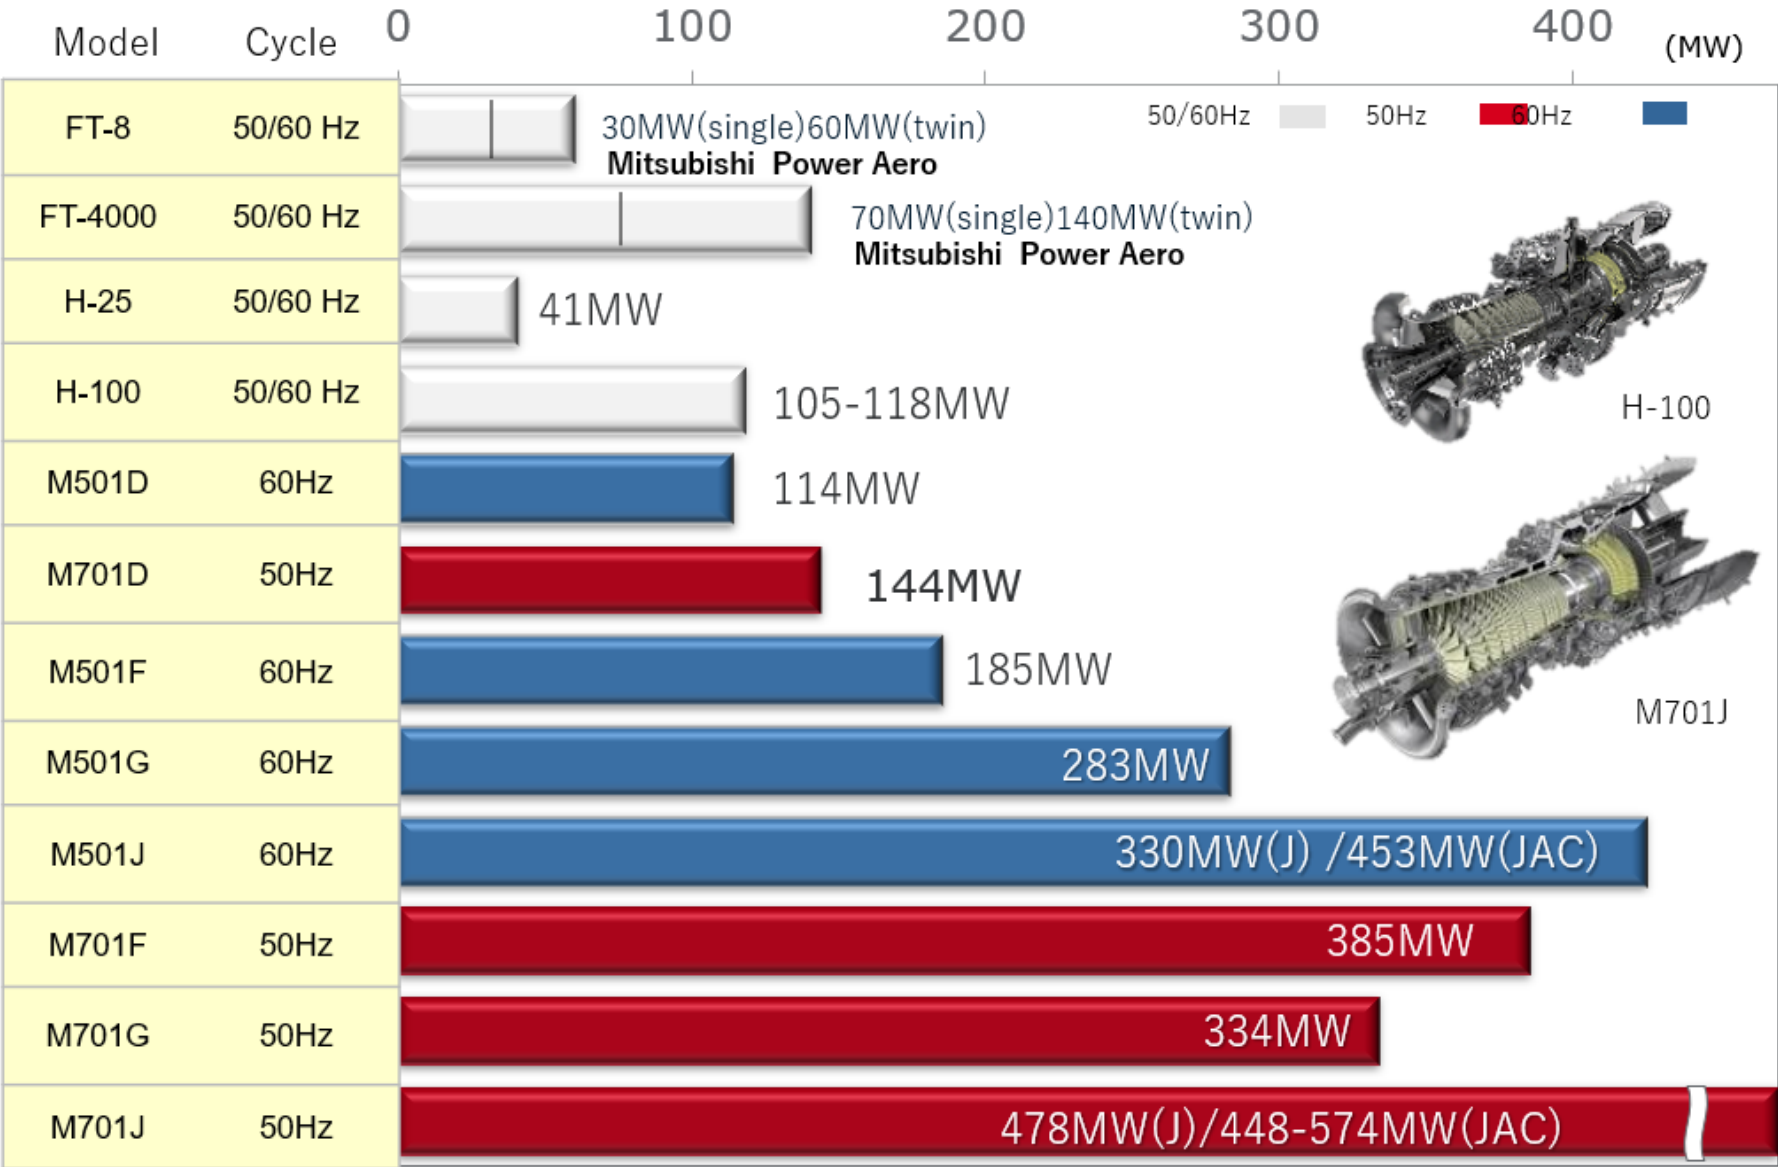 Model Cycle 0 100 200 300 400 (MW)
50/60Hz 50Hz 60Hz
FT-8 50/60 Hz 30MW(single)60MW(twin)
Mitsubishi Power Aero
FT-4000 50/60 Hz 70MW(single)140MW(twin)
Mitsubishi Power Aero
H-25 50/60 Hz 41MW
H-100 50/60 Hz 105-118MW
H-100
M501D 60Hz 114MW
M701D 50Hz 144MW
M501F 60Hz 185MW
M701J
M501G 60Hz 283MW
M501J 60Hz 330MW(J) /453MW(JAC)
M701F 50Hz 385MW
M701G 50Hz 334MW
M701J 50Hz 478MW(J)/448-574MW(JAC)